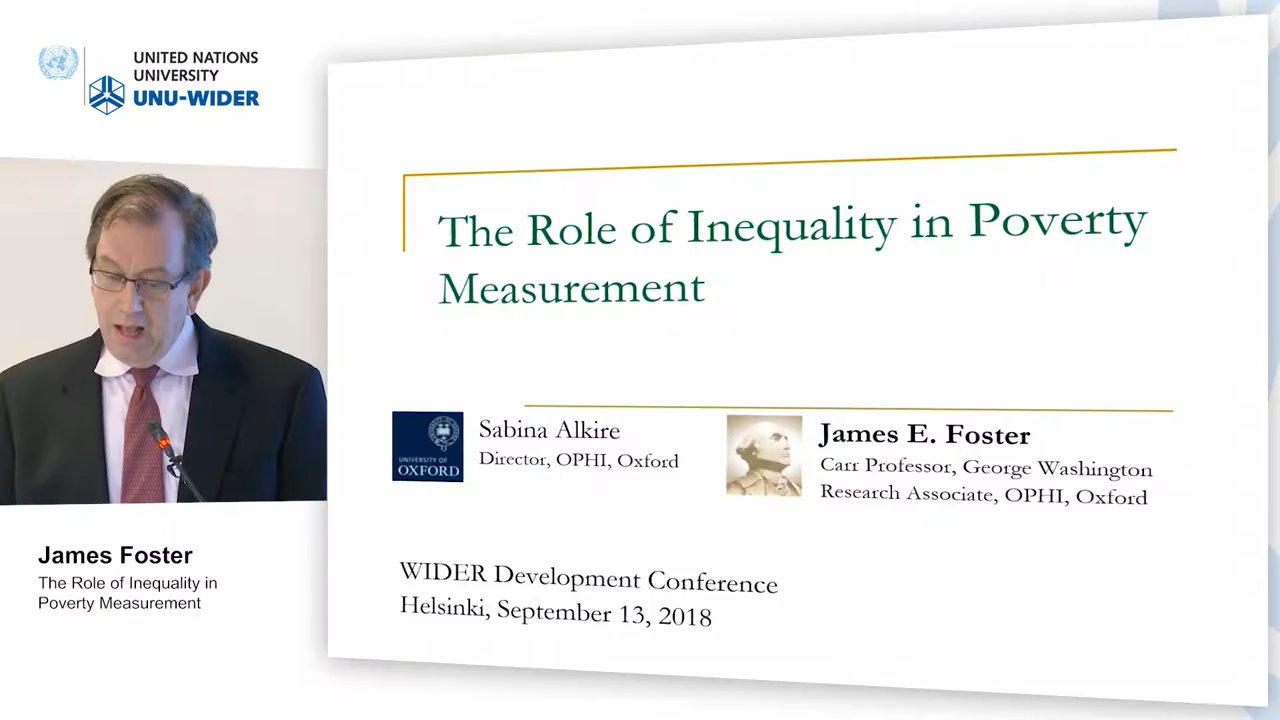 UNITED NATIONS
UNIVERSITY
UNU-WIDER
The Role of Inequality in Poverty
Measurement
UNIVERSITY OF
OXFORD
Sabina Alkire
Director, OPHI, Oxford
James E. Foster
Carr Professor, George Washington
Research Associate, OPHI, Oxford
WIDER Development Conference
Helsinki, September 13, 2018
James Foster
The Role of Inequality in
Poverty Measurement